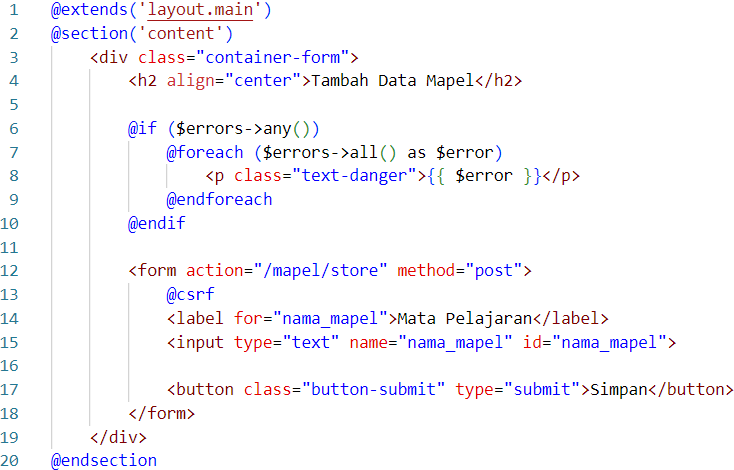 1 @extends('layout.main')
2 @section('content')
3     <div class="container-form">
4         <h2 align="center">Tambah Data Mapel</h2>
5
6         @if ($errors->any())
7             @foreach ($errors->all() as $error)
8                 <p class="text-danger">{{ $error }}</p>
9             @endforeach
10         @endif
11
12         <form action="/mapel/store" method="post">
13             @csrf
14             <label for="nama_mapel">Mata Pelajaran</label>
15             <input type="text" name="nama_mapel" id="nama_mapel">
16
17             <button class="button-submit" type="submit">Simpan</button>
18         </form>
19     </div>
20 @endsection